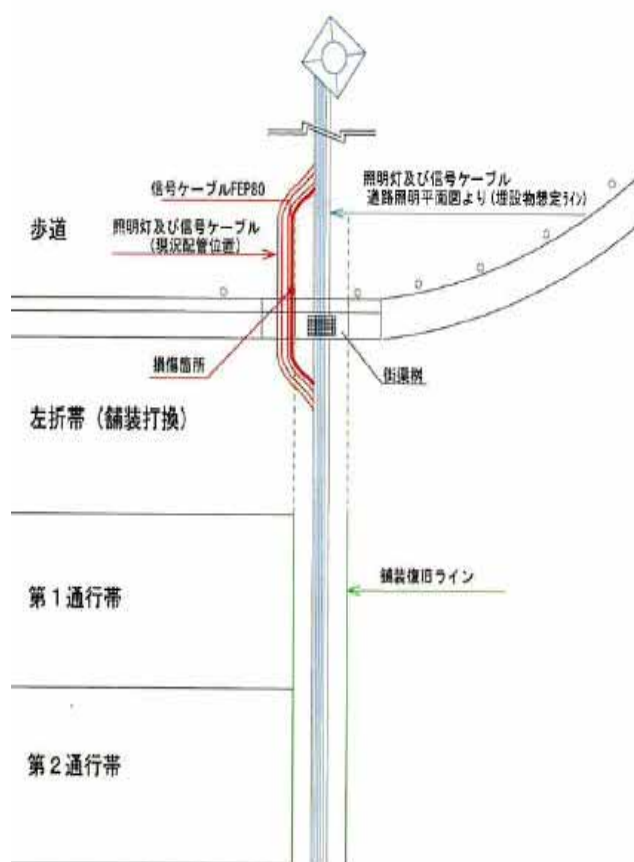 信号ケーブルFEP80
照明灯及び信号ケーブル
道路照明平面図より(埋設物想定ライン)
歩道
照明灯及び信号ケーブル
(現況配管位置)
損傷箇所
街渠桝
左折帯(舗装打換)
第1通行帯
舗装復旧ライン
第2通行帯